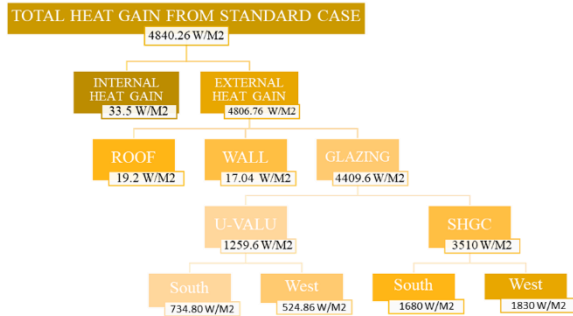 TOTAL HEAT GAIN FROM STANDARD CASE
4840.26 W/M2
INTERNAL
HEAT GAIN
33.5 W/M2
EXTERNAL
HEAT GAIN
4806.76 W/M2
ROOF
19.2 W/M2
WALL
17.04 W/M2
GLAZING
4409.6 W/M2
U-VALU
1259.6 W/M2
SHGC
3510 W/M2
South
734.80 W/M2
West
524.86 W/M2
South
1680 W/M2
West
1830 W/M2